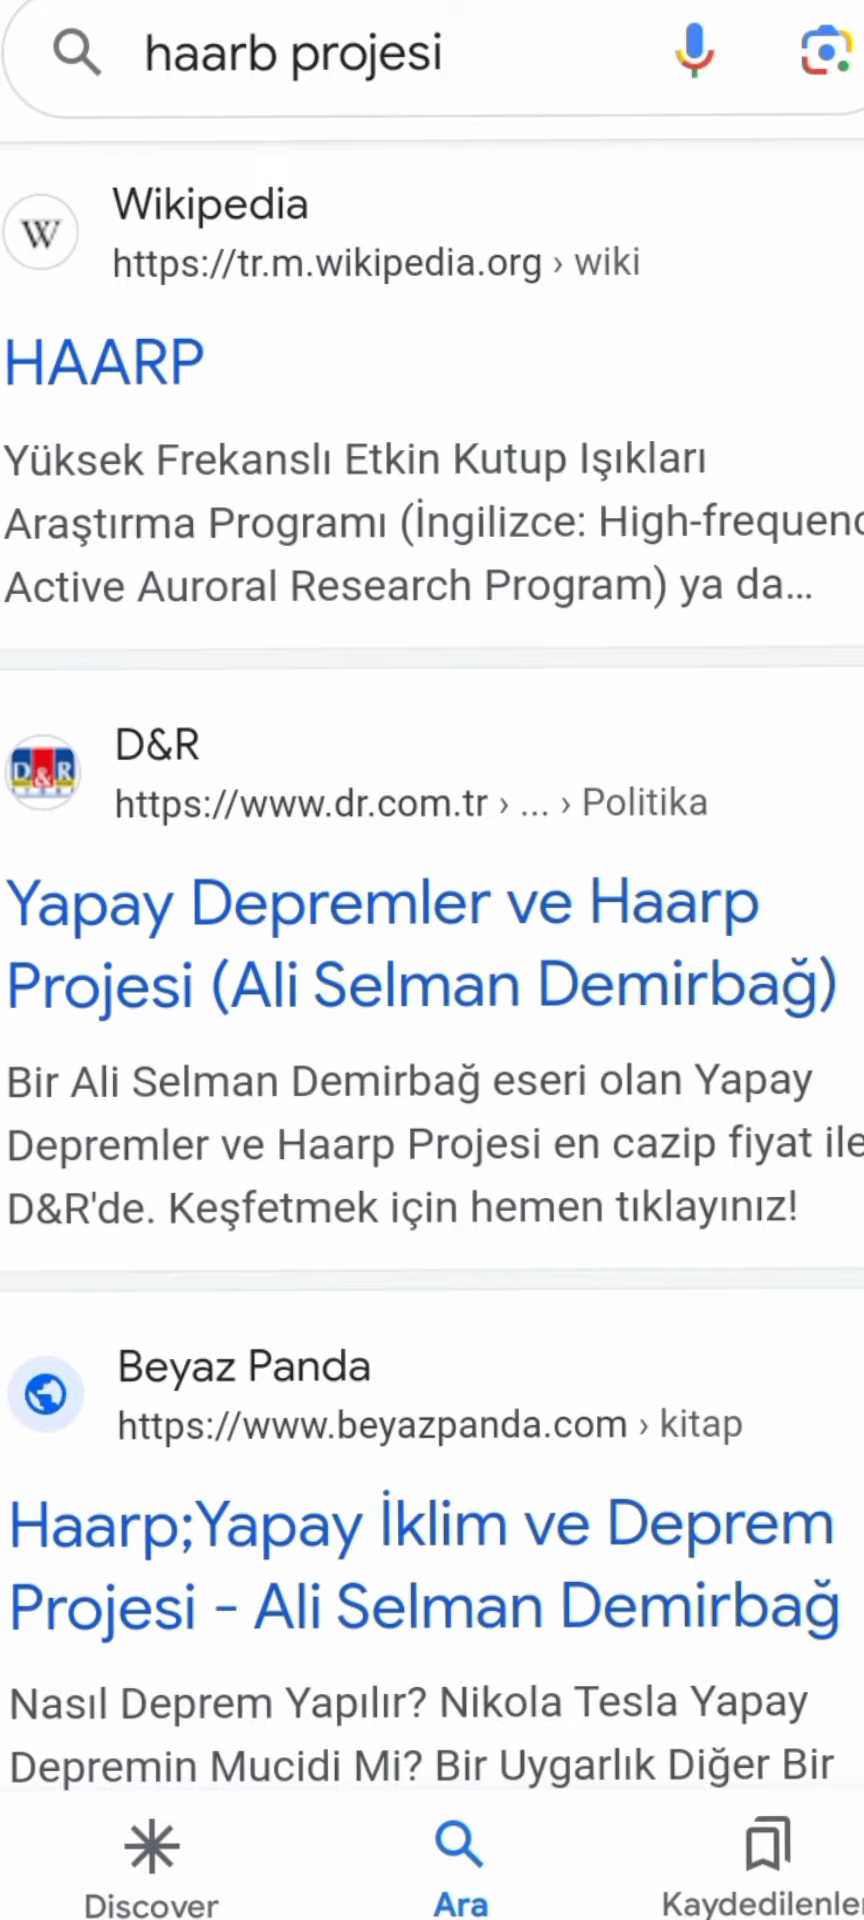 haarb projesi
W
Wikipedia
https://tr.m.wikipedia.org › wiki
HAARP
Yüksek Frekanslı Etkin Kutup Işıkları
Araştırma Programı (İngilizce: High-frequenc
Active Auroral Research Program) ya da...
D&R
D&R
https://www.dr.com.tr › ... › Politika
Yapay Depremler ve Haarp
Projesi (Ali Selman Demirbağ)
Bir Ali Selman Demirbağ eseri olan Yapay
Depremler ve Haarp Projesi en cazip fiyat ile
D&R'de. Keşfetmek için hemen tıklayınız!
Beyaz Panda
https://www.beyazpanda.com › kitap
Haarp;Yapay İklim ve Deprem
Projesi - Ali Selman Demirbağ
Nasıl Deprem Yapılır? Nikola Tesla Yapay
Depremin Mucidi Mi? Bir Uygarlık Diğer Bir
Discover
Ara
Kaydedilenler